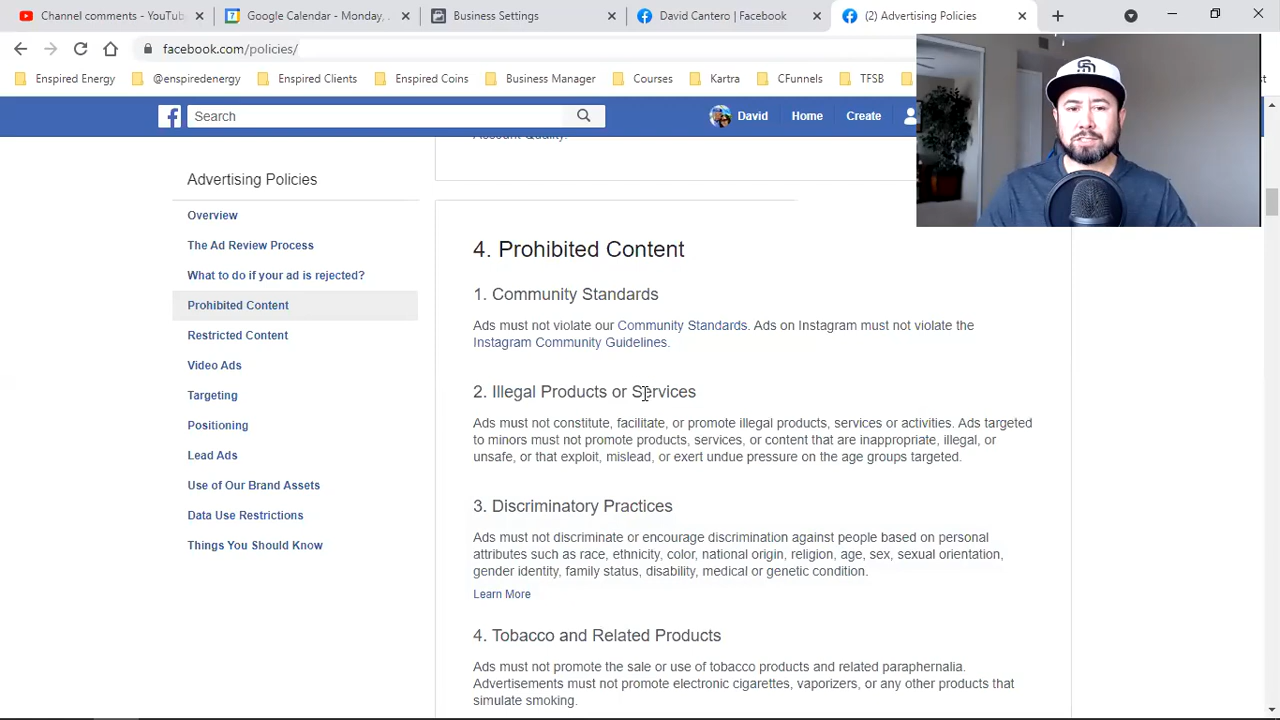 Channel comments - YouTub
Google Calendar - Monday,
Business Settings
David Cantero | Facebook
(2) Advertising Policies
facebook.com/policies/
Enspired Energy
@enspiredenergy
Enspired Clients
Enspired Coins
Business Manager
Courses
Kartra
CFunnels
TFSB
Search
David
Home
Create
Account Quality.
Advertising Policies
Overview
The Ad Review Process
What to do if your ad is rejected?
Prohibited Content
Restricted Content
Video Ads
Targeting
Positioning
Lead Ads
Use of Our Brand Assets
Data Use Restrictions
Things You Should Know
4. Prohibited Content
1. Community Standards
Ads must not violate our Community Standards. Ads on Instagram must not violate the
Instagram Community Guidelines.
2. Illegal Products or Services
Ads must not constitute, facilitate, or promote illegal products, services or activities. Ads targeted
to minors must not promote products, services, or content that are inappropriate, illegal, or
unsafe, or that exploit, mislead, or exert undue pressure on the age groups targeted.
3. Discriminatory Practices
Ads must not discriminate or encourage discrimination against people based on personal
attributes such as race, ethnicity, color, national origin, religion, age, sex, sexual orientation,
gender identity, family status, disability, medical or genetic condition.
Learn More
4. Tobacco and Related Products
Ads must not promote the sale or use of tobacco products and related paraphernalia.
Advertisements must not promote electronic cigarettes, vaporizers, or any other products that
simulate smoking.